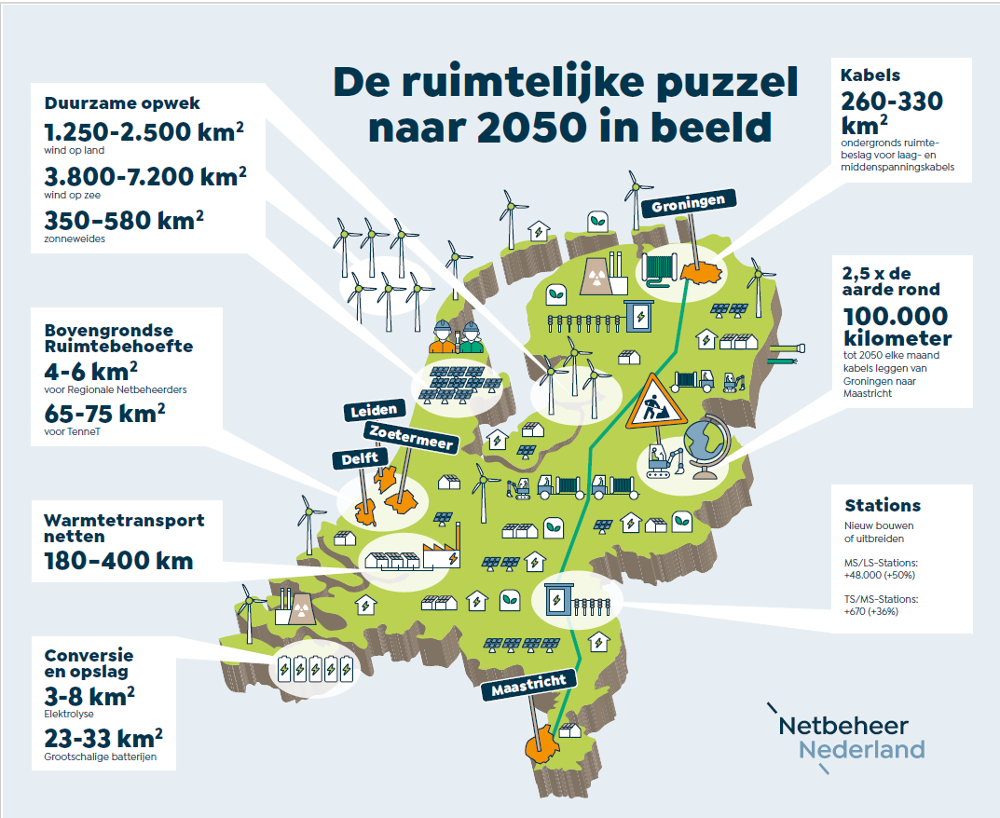 De ruimtelijke puzzel
naar 2050 in beeld
Duurzame opwek
1.250-2.500 km²
wind op land
3.800-7.200 km²
wind op zee
350-580 km²
zonneweides
Bovengrondse
Ruimtebehoefte
4-6 km²
voor Regionale Netbeheerders
65-75 km²
voor TenneT
Warmtetransport
netten
180-400 km
Conversie
en opslag
3-8 km²
Elektrolyse
23-33 km²
Grootschalige batterijen
Groningen
Leiden
Zoetermeer
Delft
Maastricht
Kabels
260-330
km²
ondergronds ruimte-
beslag voor laag- en
middenspanningskabels
2,5 x de
aarde rond
100.000
kilometer
tot 2050 elke maand
kabels leggen van
Groningen naar
Maastricht
Stations
Nieuw bouwen
of uitbreiden
MS/LS-Stations:
+48.000 (+50%)
TS/MS-Stations:
+670 (+36%)
Netbeheer
Nederland